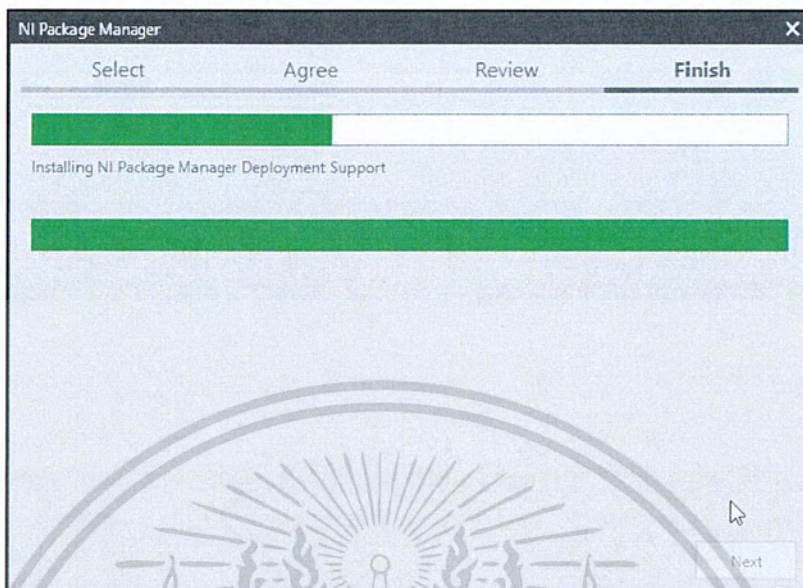 NI Package Manager
Select Agree Review Finish
Installing NI Package Manager Deployment Support
Next